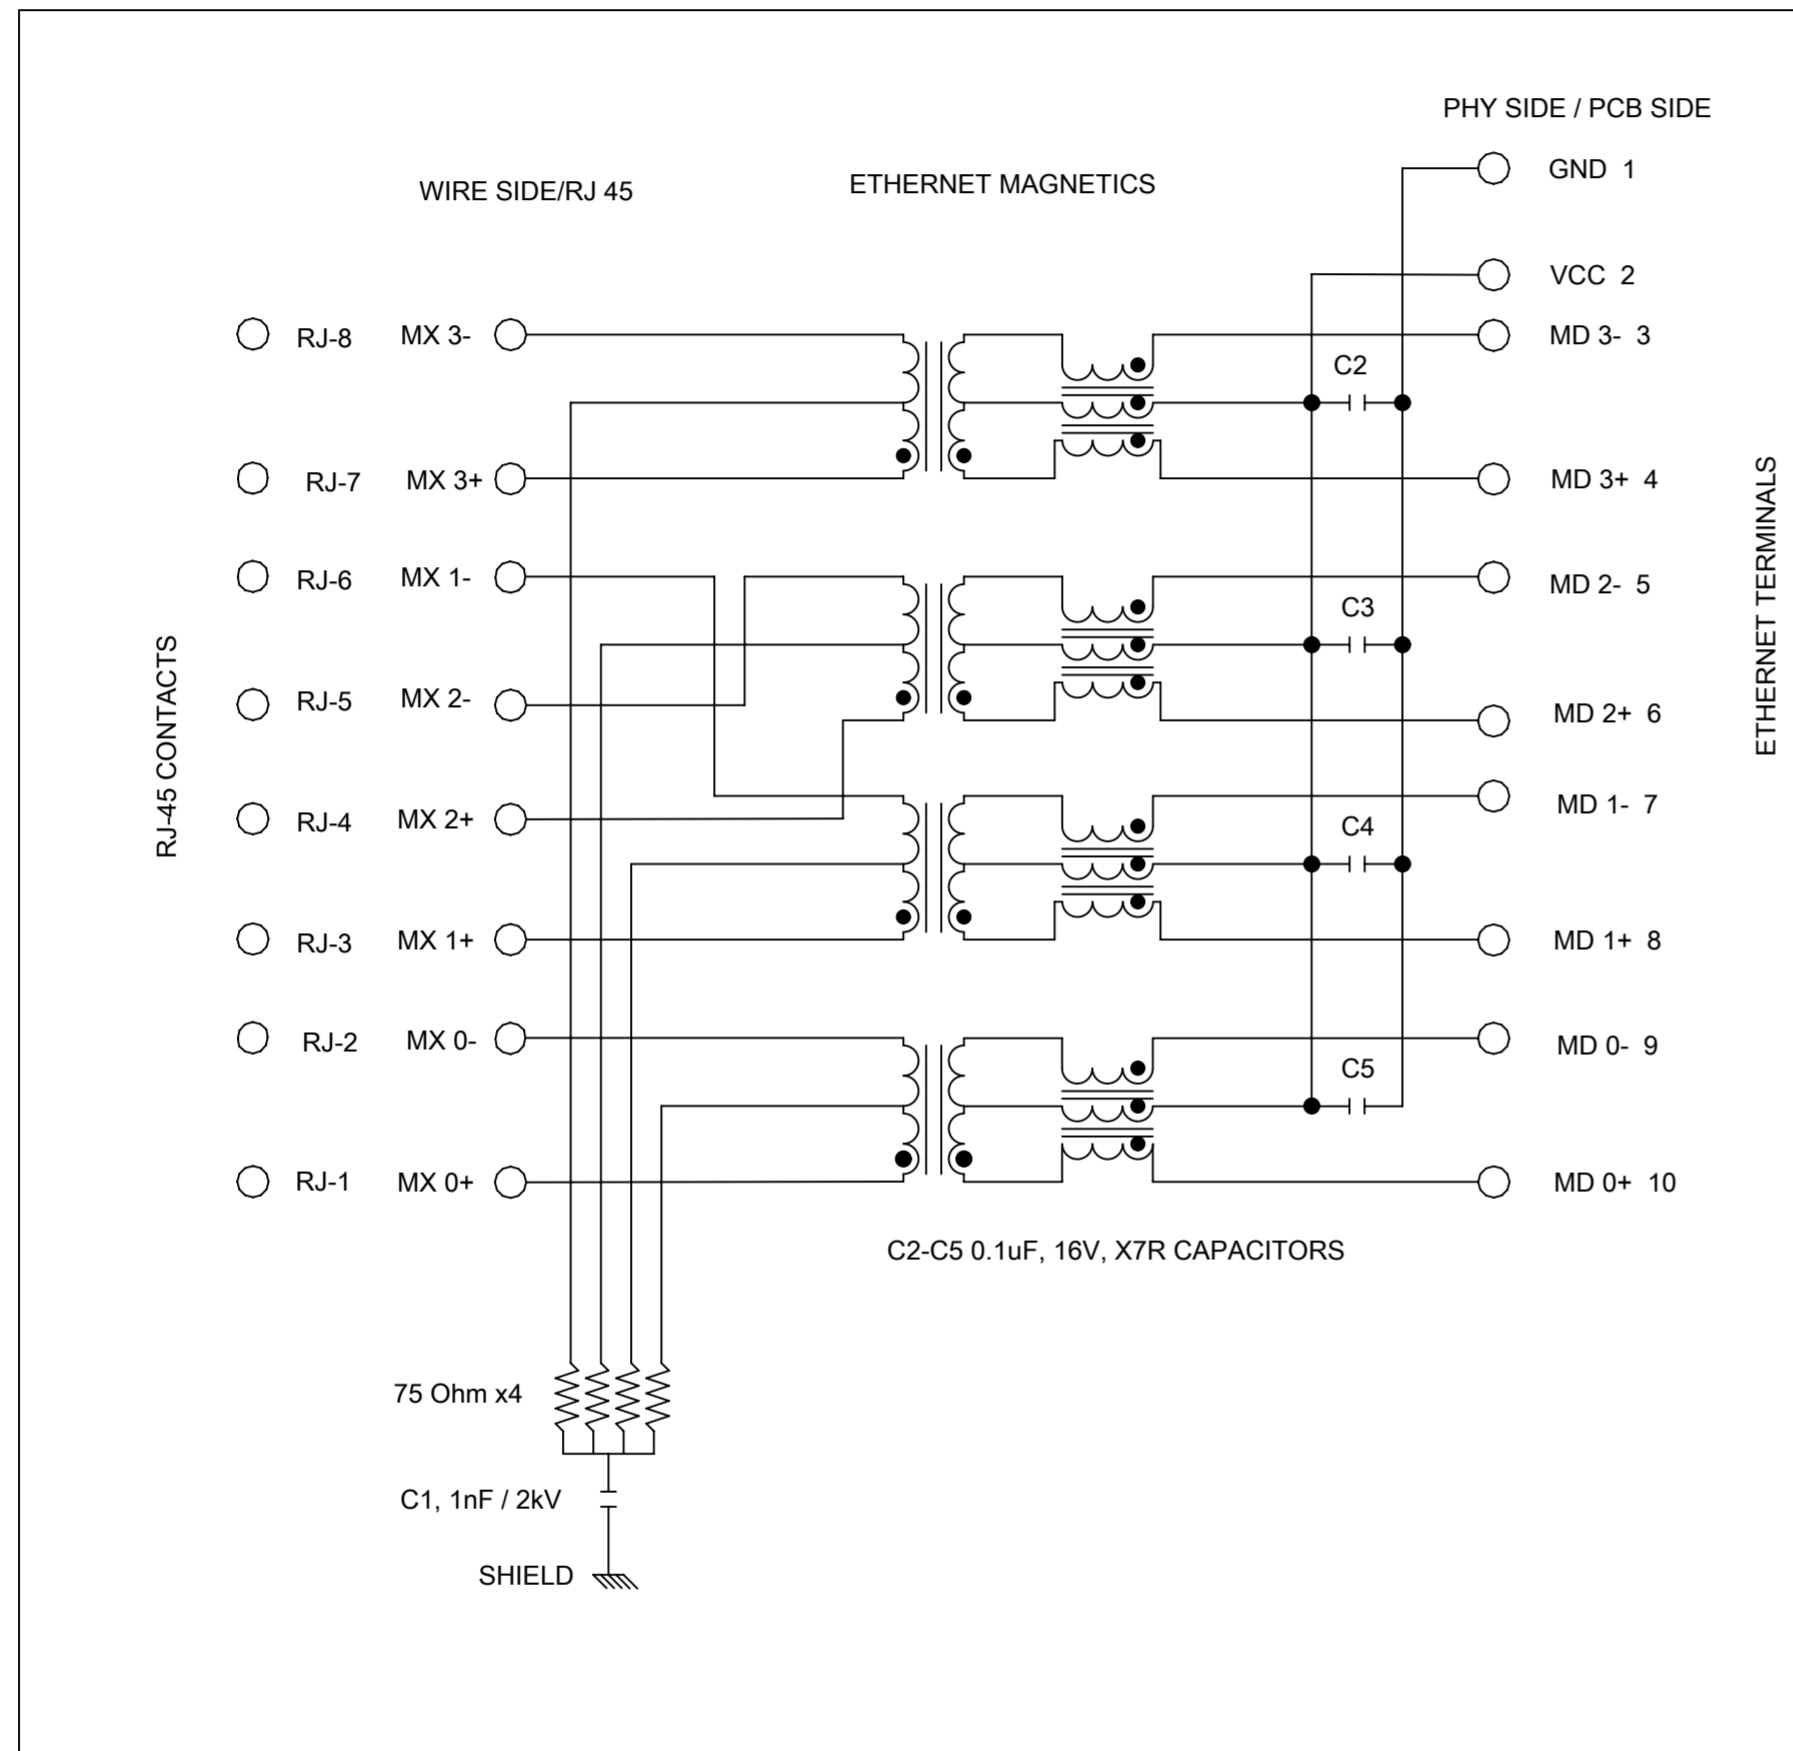 PHY SIDE / PCB SIDE
GND 1
WIRE SIDE/RJ 45
ETHERNET MAGNETICS
VCC 2
RJ-8 MX 3-
MD 3- 3
C2
RJ-7 MX 3+
MD 3+ 4
RJ-6 MX 1-
MD 2- 5
C3
RJ-5 MX 2-
MD 2+ 6
RJ-45 CONTACTS
ETHERNET TERMINALS
RJ-4 MX 2+
MD 1- 7
C4
RJ-3 MX 1+
MD 1+ 8
RJ-2 MX 0-
MD 0- 9
C5
RJ-1 MX 0+
MD 0+ 10
C2-C5 0.1uF, 16V, X7R CAPACITORS
75 Ohm x4
C1, 1nF / 2kV
SHIELD